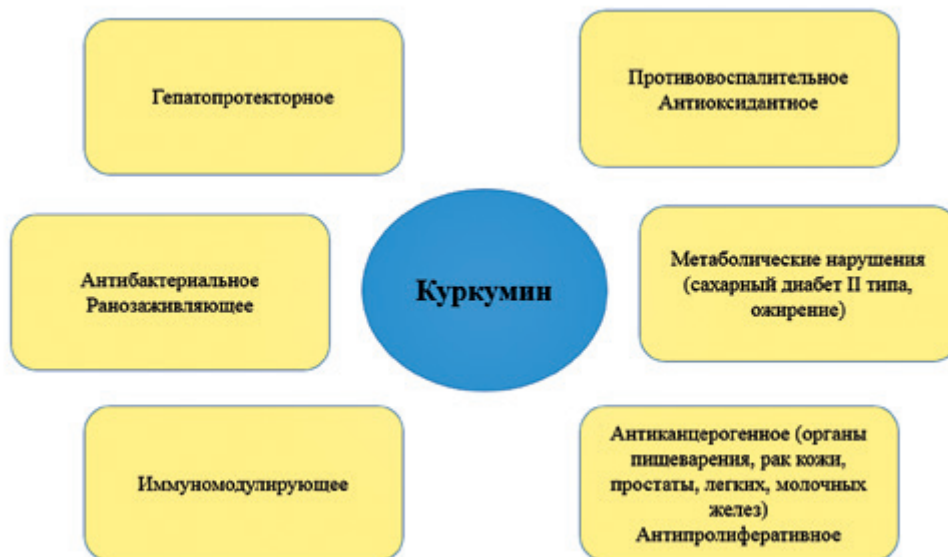 Гепатопротекторное
Противовоспалительное
Антиоксидантное
Антибактериальное
Ранозаживляющее
Куркумин
Метаболические нарушения
(сахарный диабет II типа,
ожирение)
Иммуномодулирующее
Антиканцерогенное (органы
пищеварения, рак кожи,
простаты, легких, молочных
желез)
Антипролиферативное